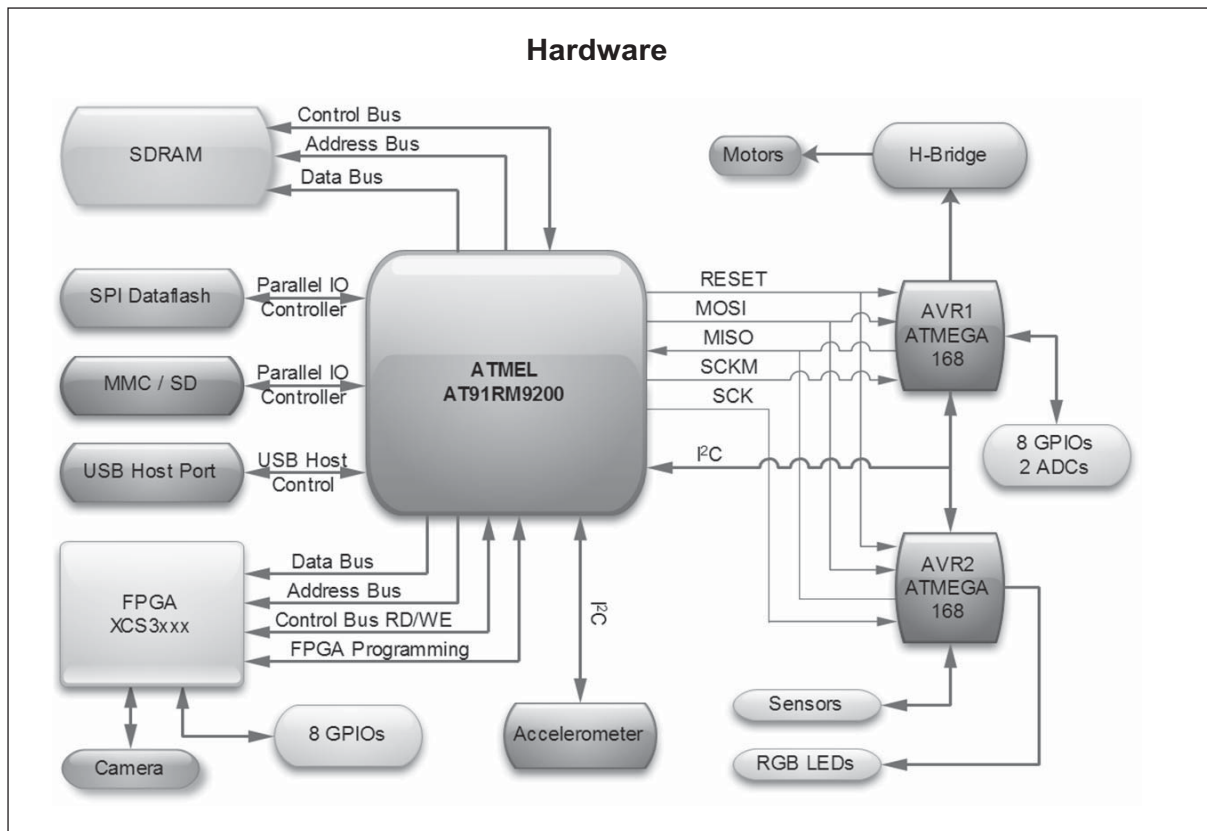 Hardware
SDRAM
Control Bus
Address Bus
Data Bus
Motors
H-Bridge
SPI Dataflash
Parallel IO
Controller
MMC / SD
Parallel IO
Controller
USB Host Port
USB Host
Control
ATMEL
AT91RM9200
RESET
MOSI
MISO
SCKM
SCK
I²C
AVR1
ATMEGA
168
8 GPIOs
2 ADCs
AVR2
ATMEGA
168
FPGA
XCS3xxx
Data Bus
Address Bus
Control Bus RD/WE
FPGA Programming
I²C
Sensors
RGB LEDs
8 GPIOs
Camera
Accelerometer